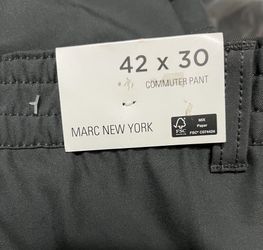 42 x 30
COMMUTER PANT
MARC NEW YORK
FSC
MIX
Paper